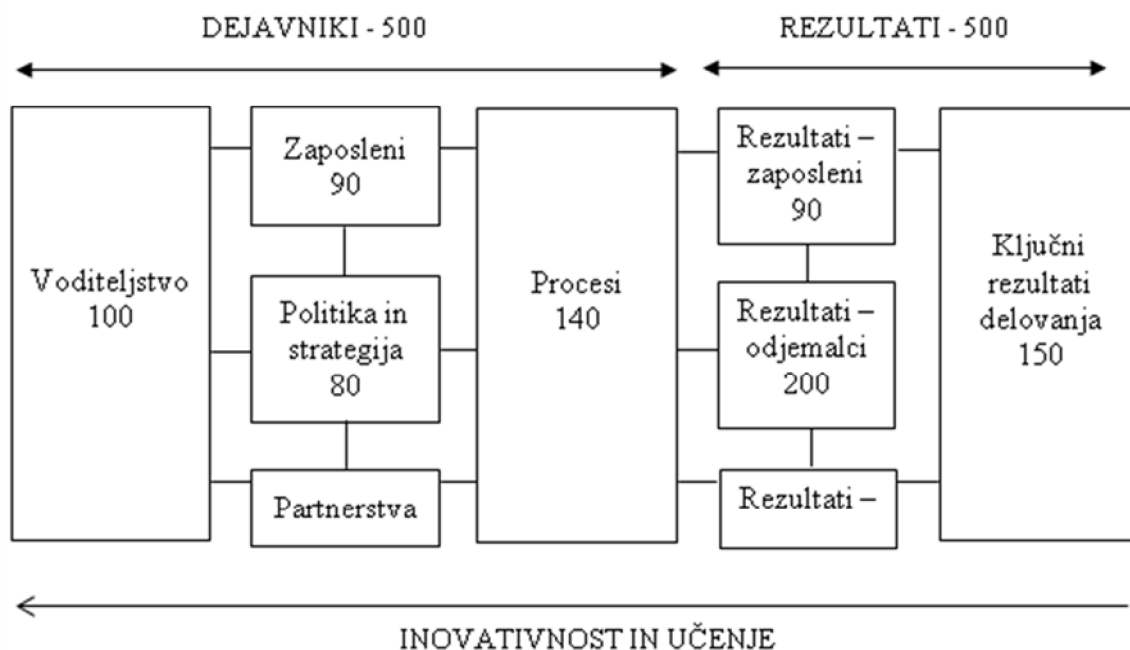 DEJAVNIKI - 500
REZULTATI - 500
Voditeljstvo
100
Zaposleni
90
Politika in
strategija
80
Partnerstva
Procesi
140
Rezultati –
zaposleni
90
Rezultati –
odjemalci
200
Rezultati –
Ključni
rezultati
delovanja
150
INOVATIVNOST IN UČENJE